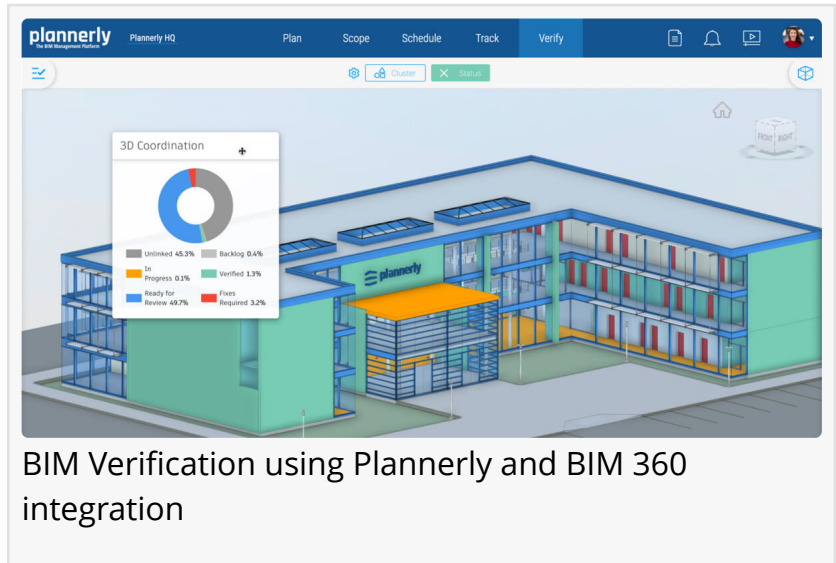 plannerly
The BIM Management Platform
Plannerly HQ
Plan
Scope
Schedule
Track
Verify
Cluster
Status
FRONT
RIGHT
3D Coordination
Unlinked 45.3%
Backlog 0.4%
In
Progress 0.1%
Verified 1.3%
Ready for
Review 49.7%
Fixes
Required 3.2%
plannerly
BIM Verification using Plannerly and BIM 360
integration